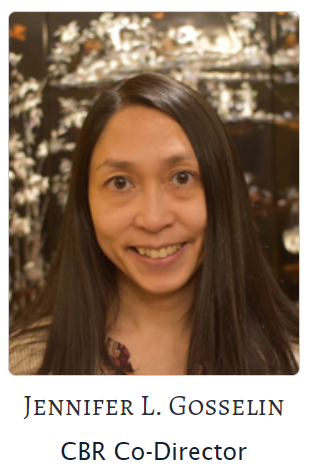 Jennifer L. Gosselin
CBR Co-Director